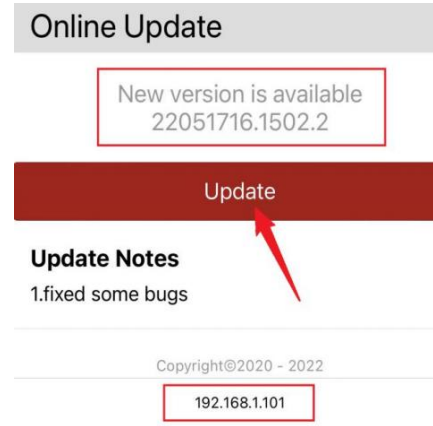 Online Update
New version is available
22051716.1502.2
Update
Update Notes
1.fixed some bugs
Copyright©2020 - 2022
192.168.1.101